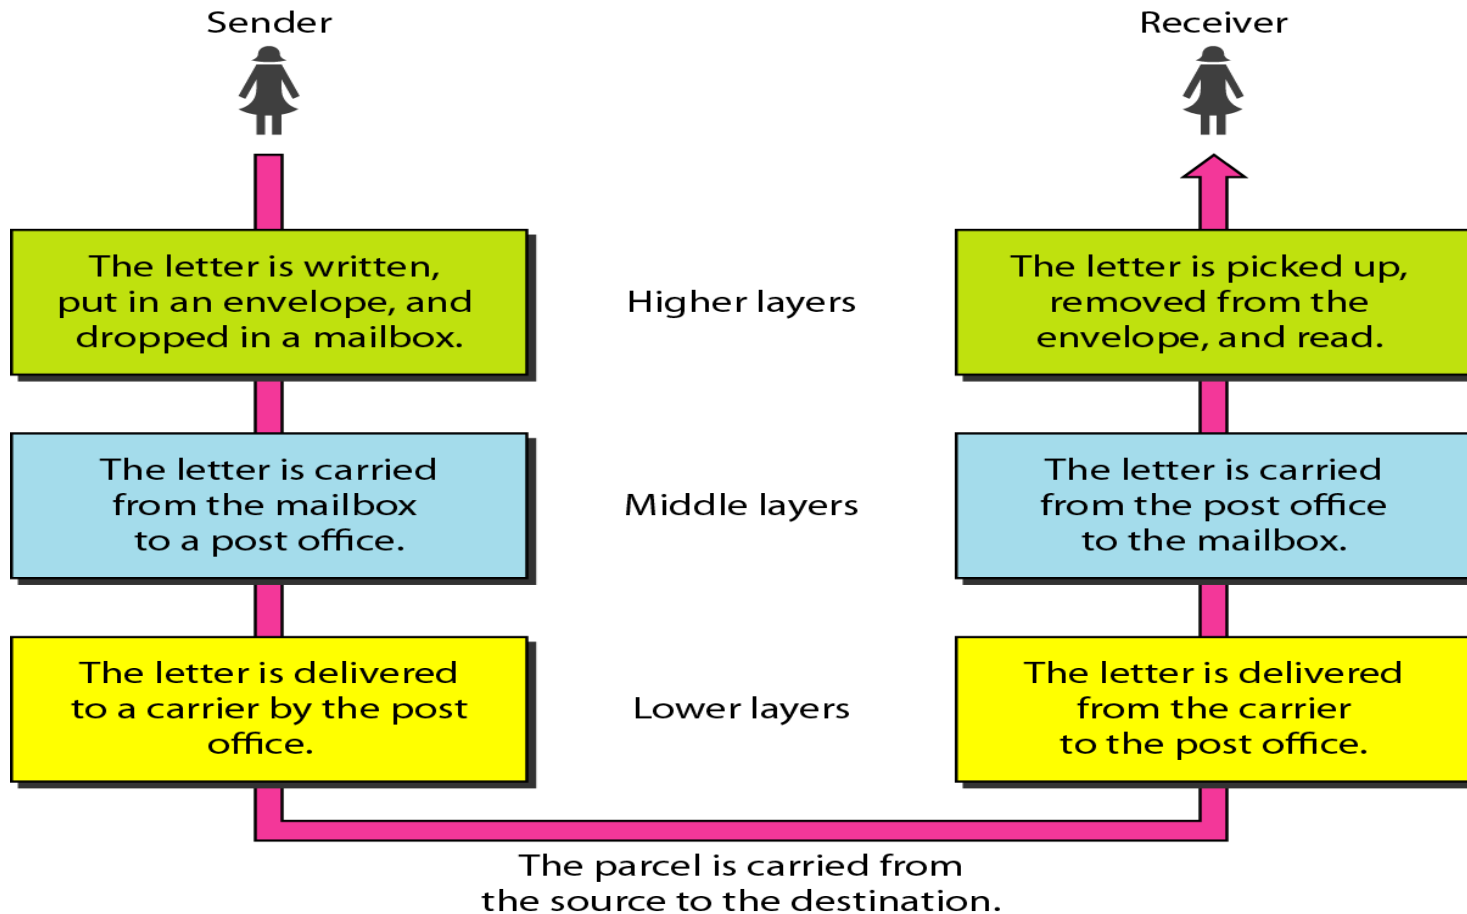 Sender
Receiver
The letter is written,
put in an envelope, and
dropped in a mailbox.
Higher layers
The letter is picked up,
removed from the
envelope, and read.
The letter is carried
from the mailbox
to a post office.
Middle layers
The letter is carried
from the post office
to the mailbox.
The letter is delivered
to a carrier by the post
office.
Lower layers
The letter is delivered
from the carrier
to the post office.
The parcel is carried from
the source to the destination.